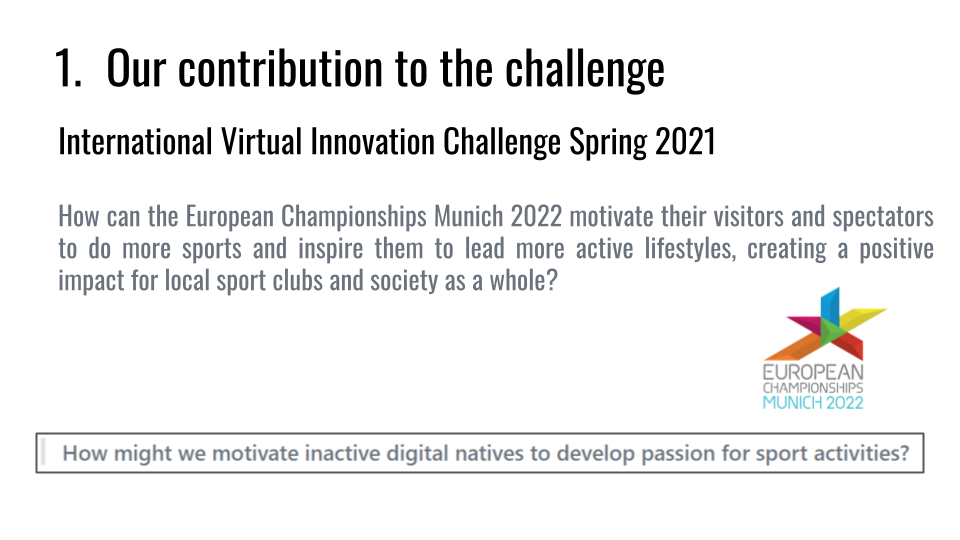 1. Our contribution to the challenge
International Virtual Innovation Challenge Spring 2021
How can the European Championships Munich 2022 motivate their visitors and spectators
to do more sports and inspire them to lead more active lifestyles, creating a positive
impact for local sport clubs and society as a whole?
EUROPEAN
CHAMPIONSHIPS
MUNICH 2022
How might we motivate inactive digital natives to develop passion for sport activities?